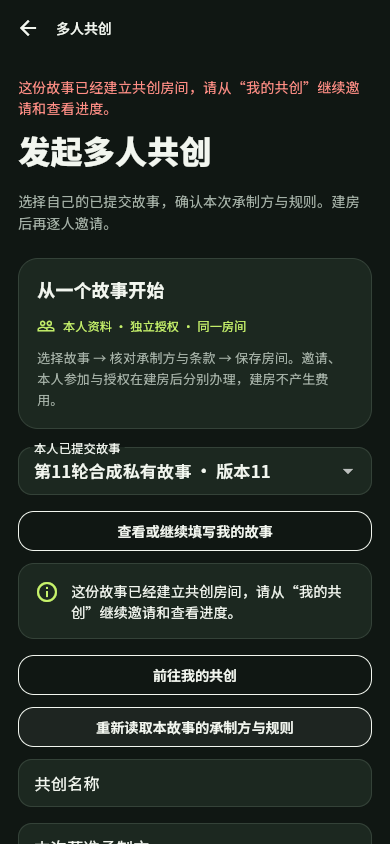 多人共创
这份故事已经建立共创房间，请从“我的共创”继续邀
请和查看进度。
发起多人共创
选择自己的已提交故事，确认本次承制方与规则。建房
后再逐人邀请。
从一个故事开始
本人资料 · 独立授权 · 同一房间
选择故事 → 核对承制方与条款 → 保存房间。邀请、
本人参加与授权在建房后分别办理，建房不产生费
用。
本人已提交故事
第11轮合成私有故事 · 版本11
查看或继续填写我的故事
这份故事已经建立共创房间，请从“我的共
创”继续邀请和查看进度。
前往我的共创
重新读取本故事的承制方与规则
共创名称